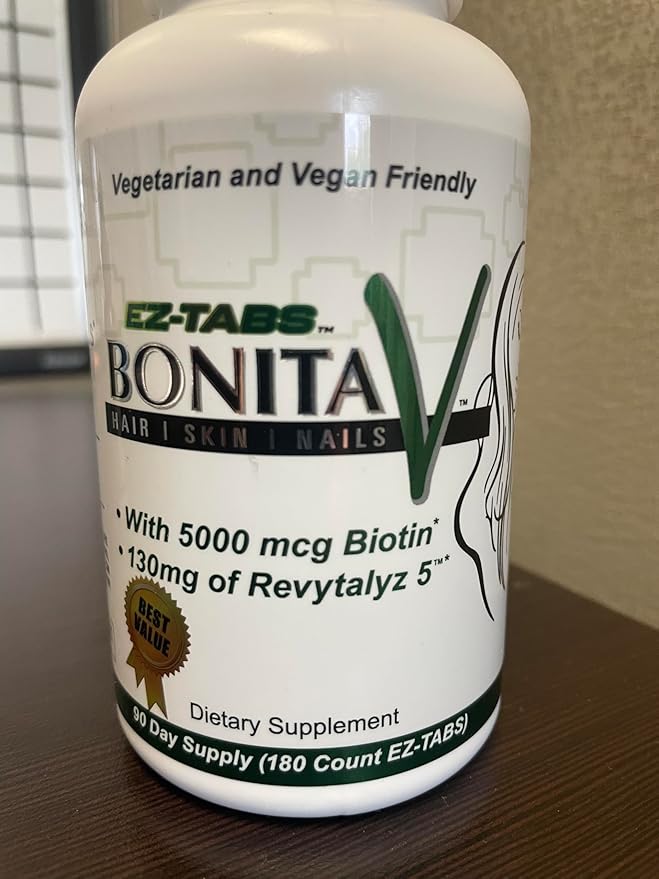 Vegetarian and Vegan Friendly
EZ-TABS™
BONITA V™
HAIR | SKIN | NAILS
• With 5000 mcg Biotin*
• 130mg of Revytalyz 5™*
BEST
VALUE
Dietary Supplement
90 Day Supply (180 Count EZ-TABS)